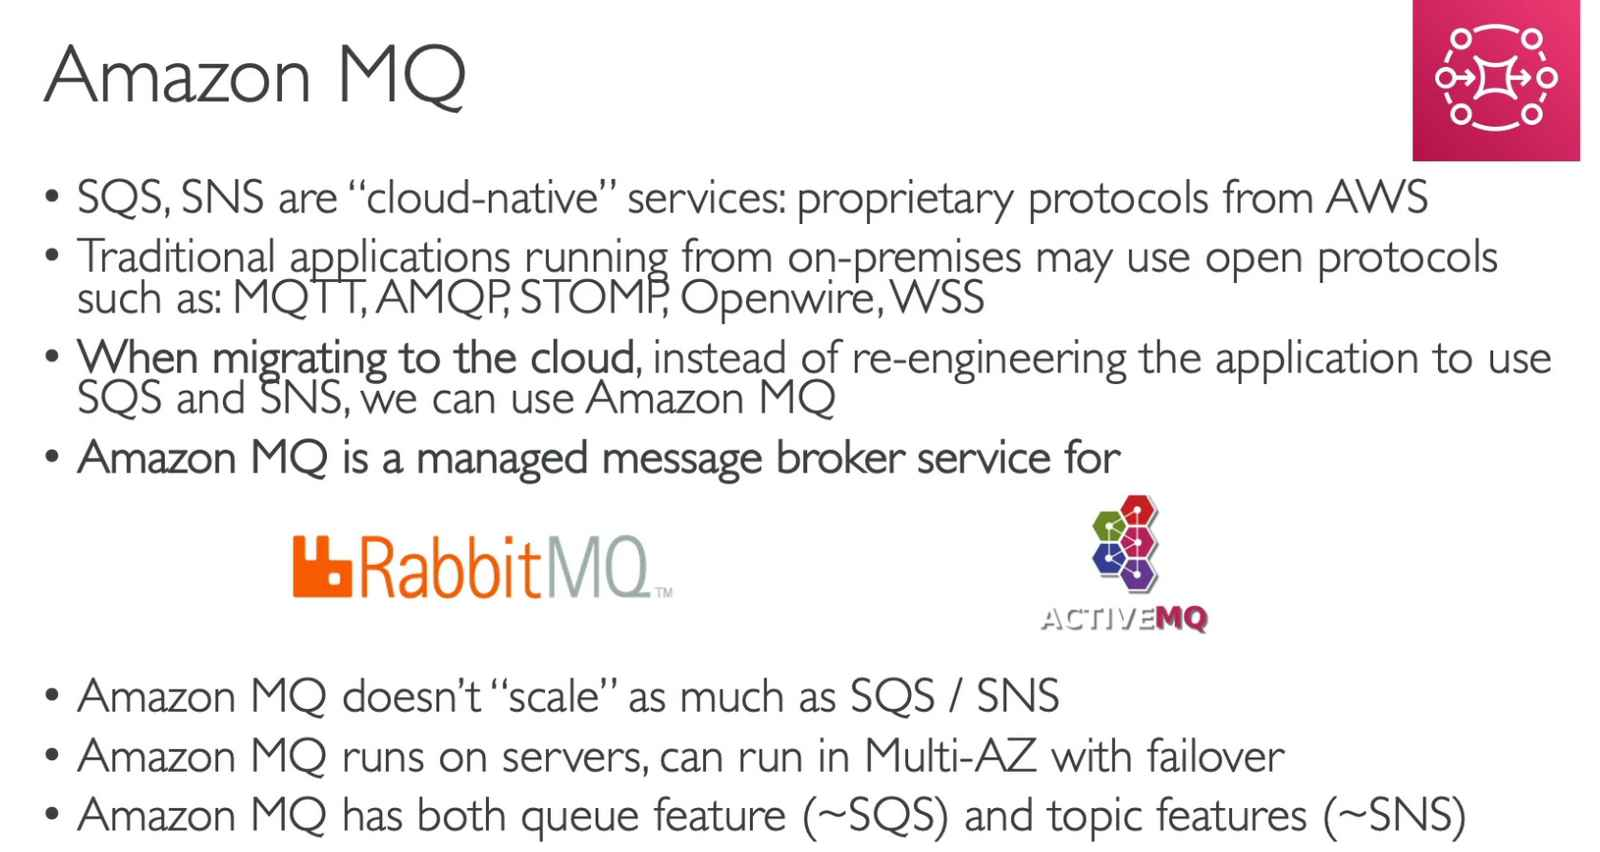 Amazon MQ
• SQS, SNS are “cloud-native” services: proprietary protocols from AWS
• Traditional applications running from on-premises may use open protocols
such as: MQTT, AMQP, STOMP, Openwire, WSS
• When migrating to the cloud, instead of re-engineering the application to use
SQS and SNS, we can use Amazon MQ
• Amazon MQ is a managed message broker service for
RabbitMQ™
ACTIVEMQ
• Amazon MQ doesn’t “scale” as much as SQS / SNS
• Amazon MQ runs on servers, can run in Multi-AZ with failover
• Amazon MQ has both queue feature (~SQS) and topic features (~SNS)